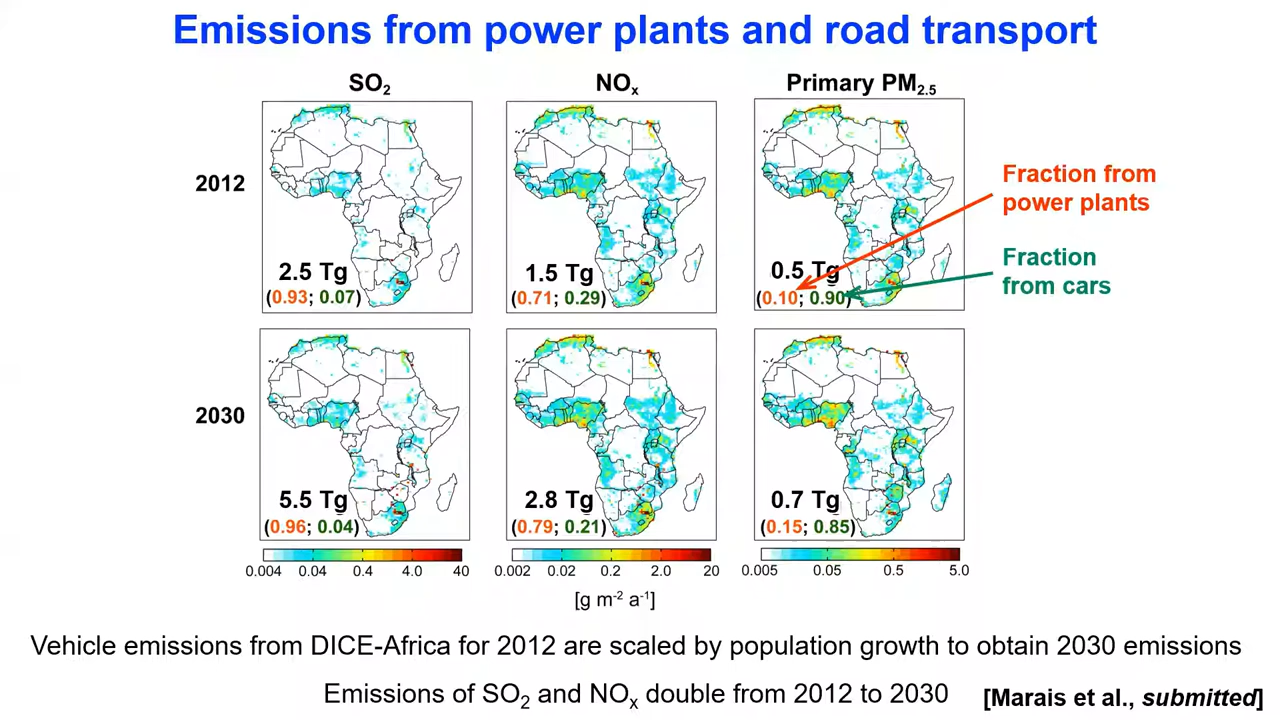 Emissions from power plants and road transport
SO₂
NOₓ
Primary PM₂.₅
2012
2.5 Tg
(0.93; 0.07)
1.5 Tg
(0.71; 0.29)
0.5 Tg
(0.10; 0.90)
Fraction from
power plants
Fraction
from cars
2030
5.5 Tg
(0.96; 0.04)
2.8 Tg
(0.79; 0.21)
0.7 Tg
(0.15; 0.85)
0.004 0.04 0.4 4.0 40
0.002 0.02 0.2 2.0 20
0.005 0.05 0.5 5.0
[g m⁻² a⁻¹]
Vehicle emissions from DICE-Africa for 2012 are scaled by population growth to obtain 2030 emissions
Emissions of SO₂ and NOₓ double from 2012 to 2030
[Marais et al., submitted]